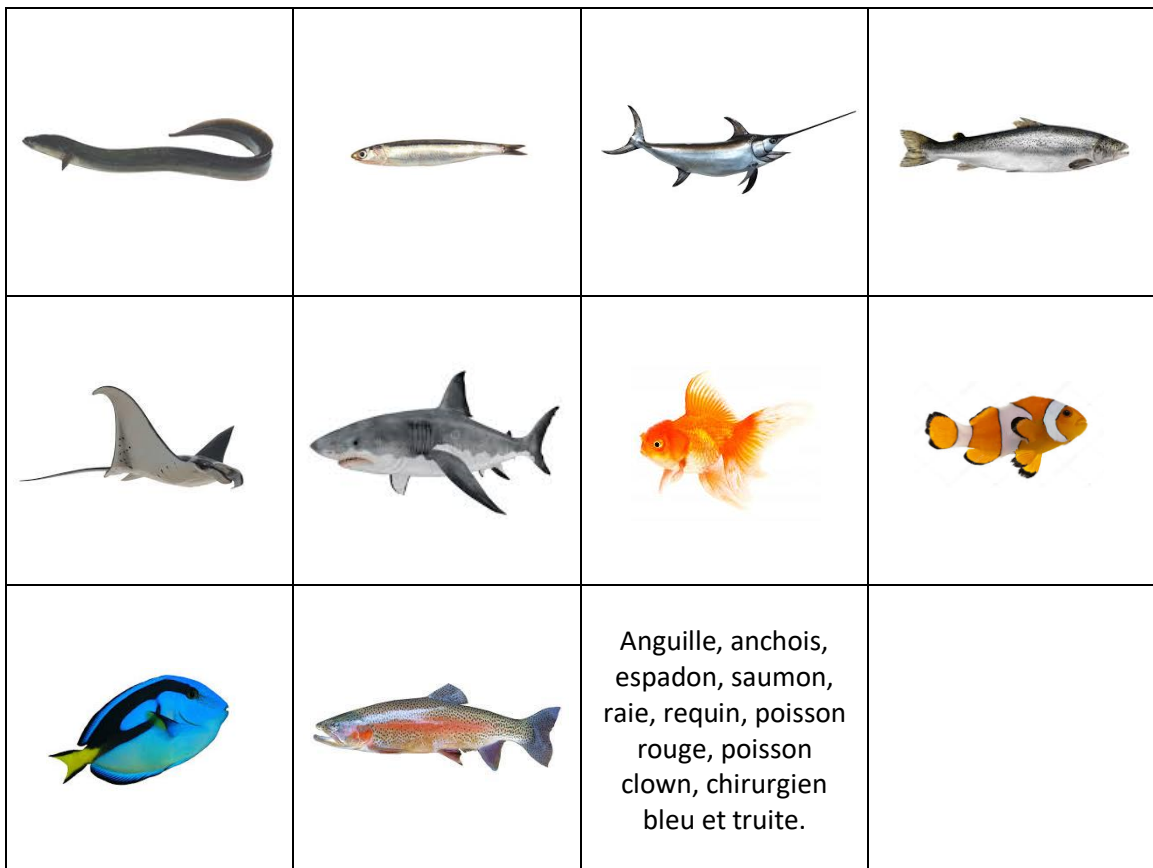 Anguille, anchois,
espadon, saumon,
raie, requin, poisson
rouge, poisson
clown, chirurgien
bleu et truite.